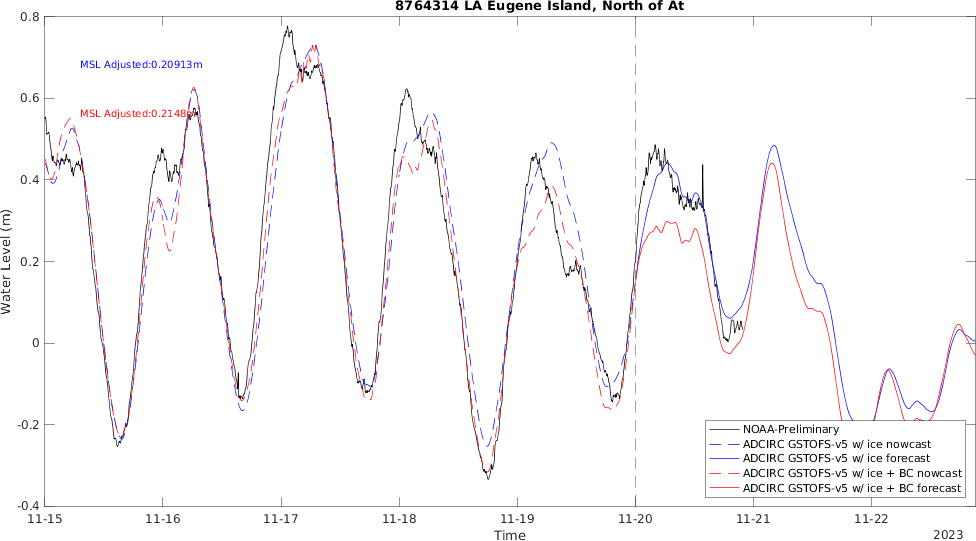 8764314 LA Eugene Island, North of At
0.8
MSL Adjusted:0.20913m
0.6
MSL Adjusted:0.2148
0.4
0.2
0
-0.2
-0.4
Water Level (m)
NOAA-Preliminary
ADCIRC GSTOFS-v5 w/ ice nowcast
ADCIRC GSTOFS-v5 w/ ice forecast
ADCIRC GSTOFS-v5 w/ ice + BC nowcast
ADCIRC GSTOFS-v5 w/ ice + BC forecast
11-15 11-16 11-17 11-18 11-19 11-20 11-21 11-22
Time
2023